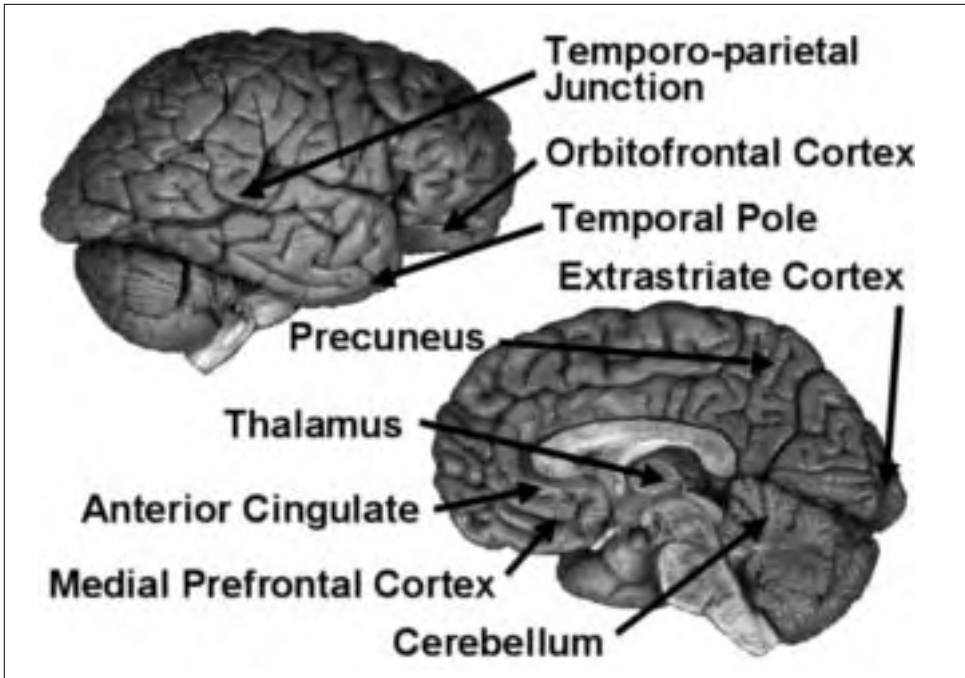 Temporo-parietal
Junction
Orbitofrontal Cortex
Temporal Pole
Extrastriate Cortex
Precuneus
Thalamus
Anterior Cingulate
Medial Prefrontal Cortex
Cerebellum